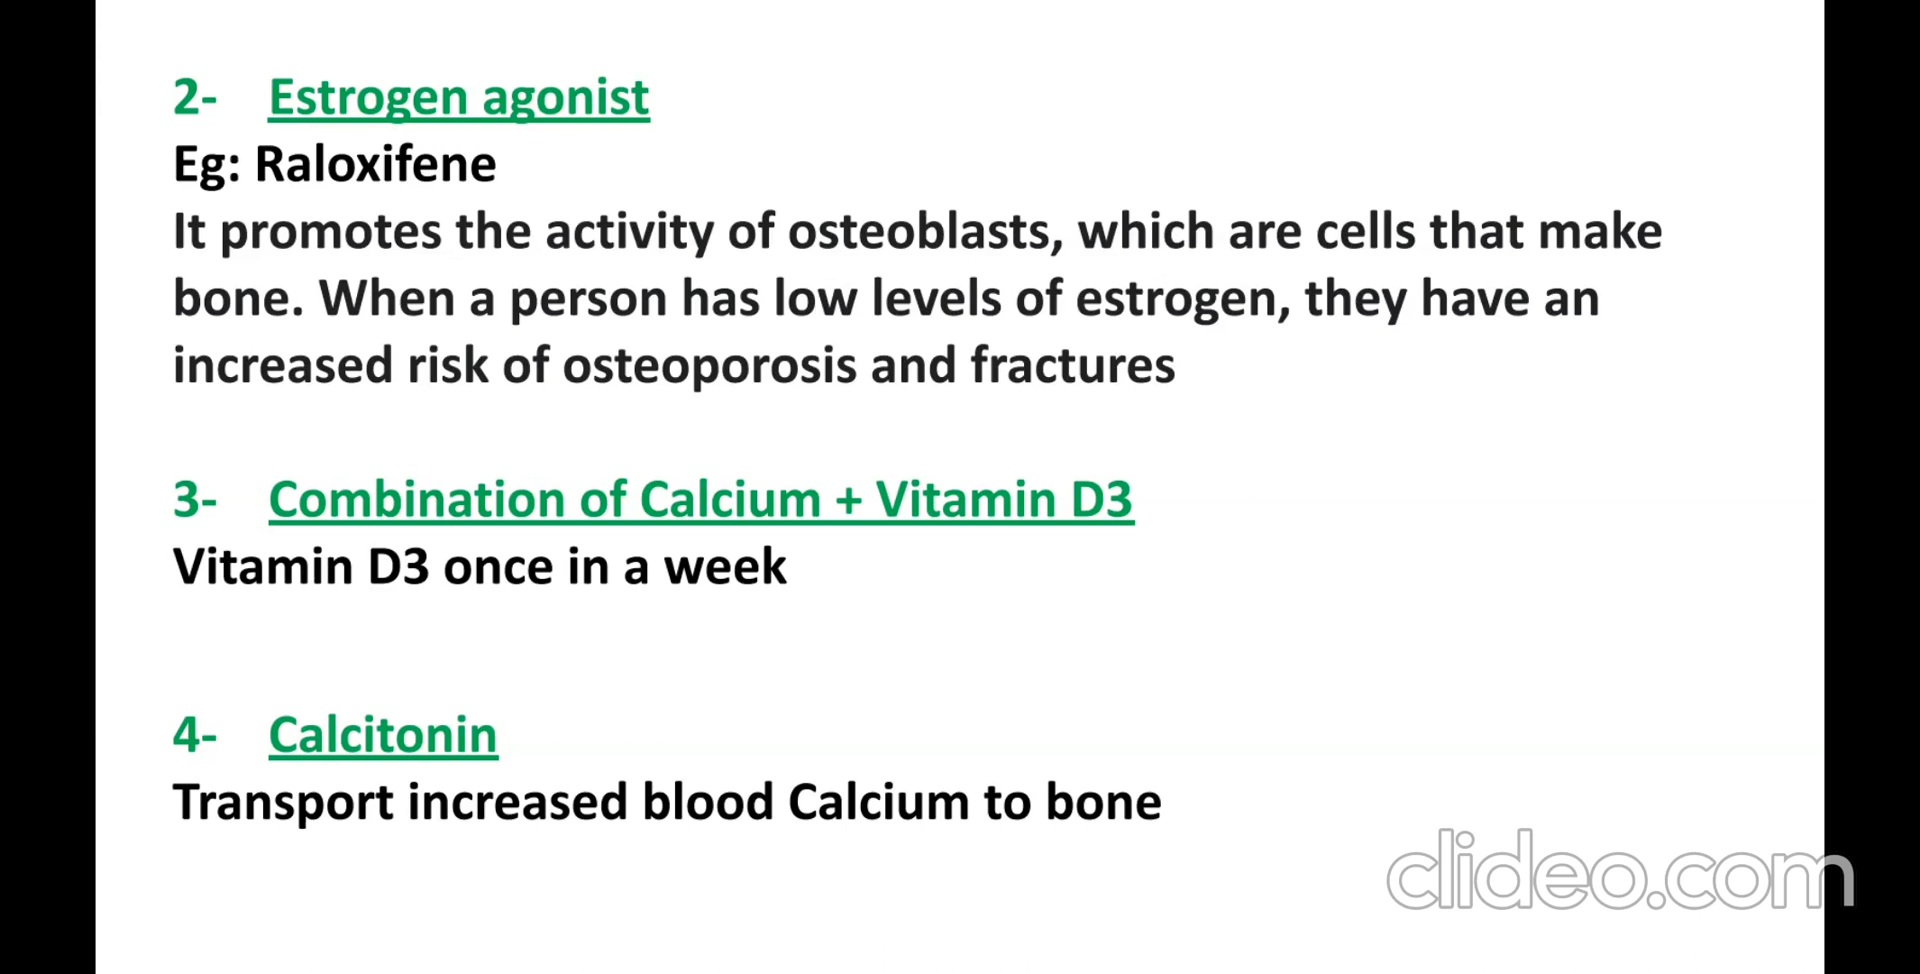 2- Estrogen agonist
Eg: Raloxifene
It promotes the activity of osteoblasts, which are cells that make
bone. When a person has low levels of estrogen, they have an
increased risk of osteoporosis and fractures
3- Combination of Calcium + Vitamin D3
Vitamin D3 once in a week
4- Calcitonin
Transport increased blood Calcium to bone
clideo.com